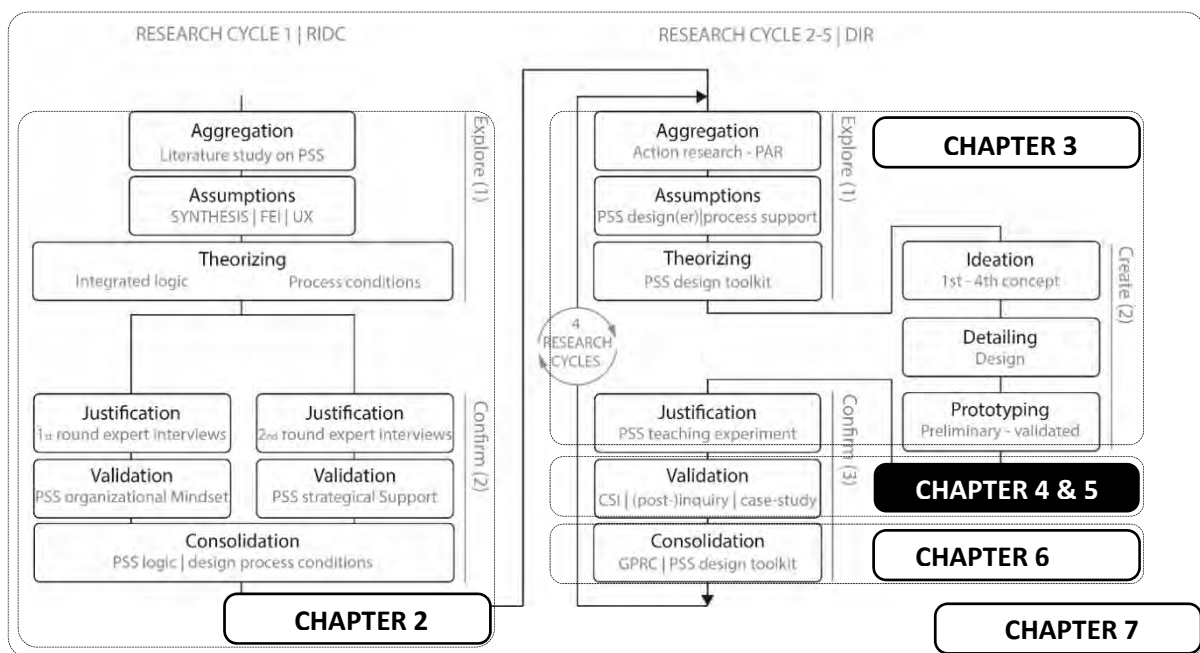 RESEARCH CYCLE 1 | RIDC
Aggregation
Literature study on PSS
Assumptions
SYNTHESIS | FEI | UX
Theorizing
Integrated logic
Process conditions
Explore (1)
Justification
1st round expert interviews
Justification
2nd round expert interviews
Validation
PSS organizational Mindset
Validation
PSS strategical Support
Consolidation
PSS logic | design process conditions
Confirm (2)
CHAPTER 2
RESEARCH CYCLE 2-5 | DIR
Aggregation
Action research - PAR
Assumptions
PSS design(er)|process support
Theorizing
PSS design toolkit
Explore (1)
CHAPTER 3
Ideation
1st - 4th concept
Detailing
Design
Prototyping
Preliminary - validated
Create (2)
4
RESEARCH
CYCLES
Justification
PSS teaching experiment
Validation
CSI | (post-)inquiry | case-study
Confirm (3)
CHAPTER 4 & 5
Consolidation
GPRC | PSS design toolkit
CHAPTER 6
CHAPTER 7